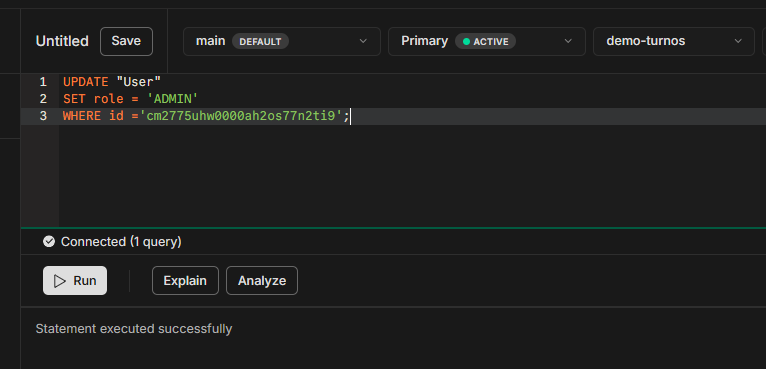 Untitled Save main DEFAULT Primary ACTIVE demo-turnos
1 UPDATE "User"
2 SET role = 'ADMIN'
3 WHERE id ='cm2775uhw0000ah2os77n2ti9';
Connected (1 query)
Run Explain Analyze
Statement executed successfully